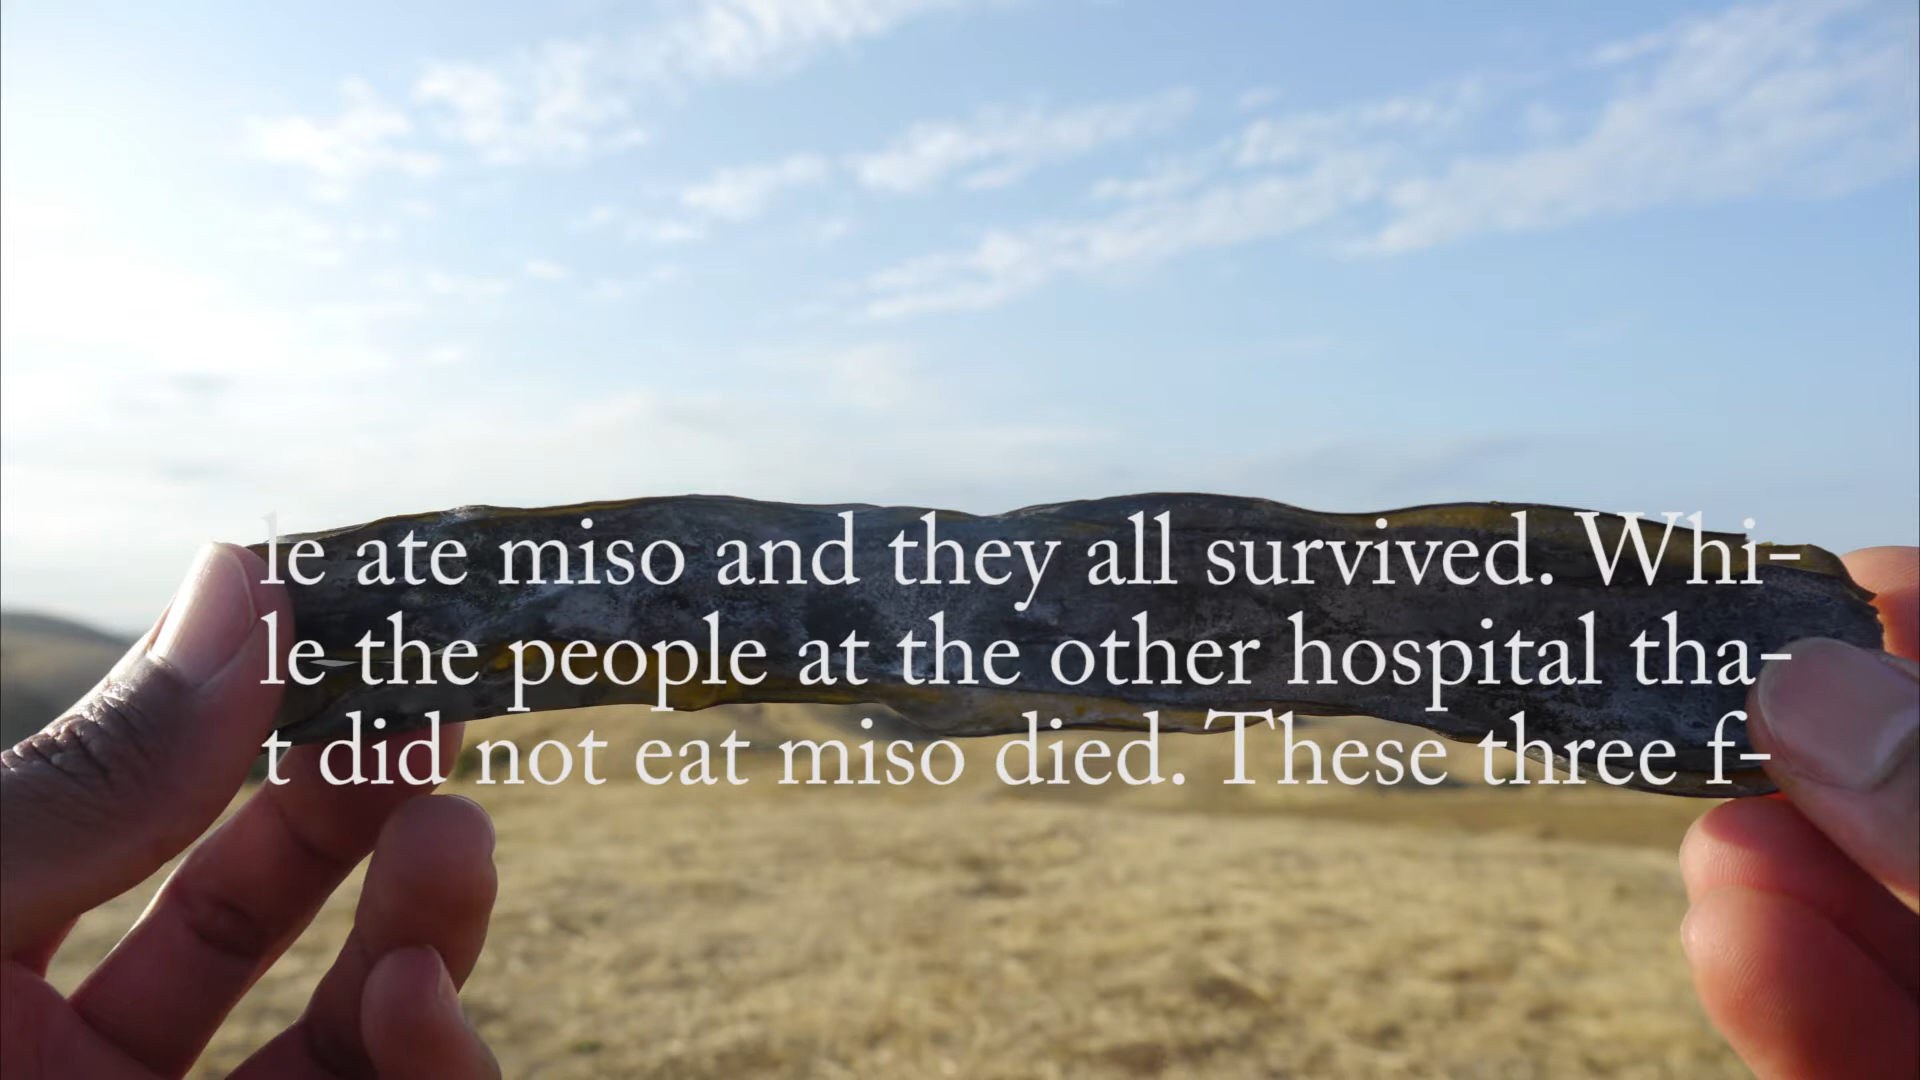 le ate miso and they all survived. Whi-
le the people at the other hospital tha-
t did not eat miso died. These three f-